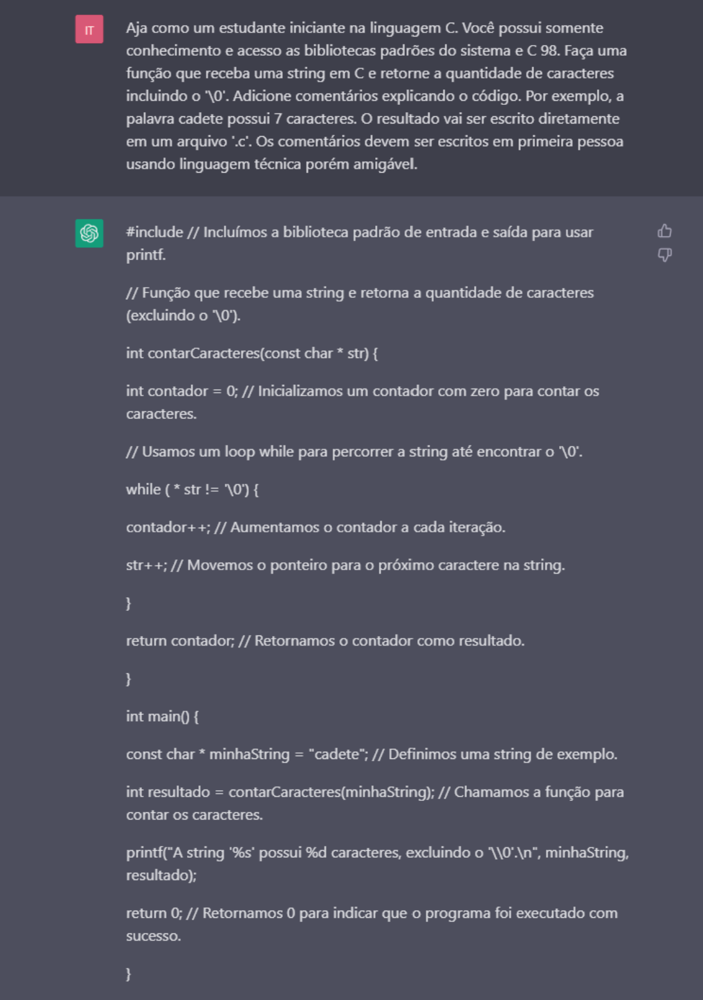 IT
Aja como um estudante iniciante na linguagem C. Você possui somente
conhecimento e acesso as bibliotecas padrões do sistema e C 98. Faça uma
função que receba uma string em C e retorne a quantidade de caracteres
incluindo o '\0'. Adicione comentários explicando o código. Por exemplo, a
palavra cadete possui 7 caracteres. O resultado vai ser escrito diretamente
em um arquivo '.c'. Os comentários devem ser escritos em primeira pessoa
usando linguagem técnica porém amigável.
#include // Incluímos a biblioteca padrão de entrada e saída para usar
printf.
// Função que recebe uma string e retorna a quantidade de caracteres
(excluindo o '\0').
int contarCaracteres(const char * str) {
int contador = 0; // Inicializamos um contador com zero para contar os
caracteres.
// Usamos um loop while para percorrer a string até encontrar o '\0'.
while ( * str != '\0') {
contador++; // Aumentamos o contador a cada iteração.
str++; // Movemos o ponteiro para o próximo caractere na string.
}
return contador; // Retornamos o contador como resultado.
}
int main() {
const char * minhaString = "cadete"; // Definimos uma string de exemplo.
int resultado = contarCaracteres(minhaString); // Chamamos a função para
contar os caracteres.
printf("A string '%s' possui %d caracteres, excluindo o '\\0'.\n", minhaString,
resultado);
return 0; // Retornamos 0 para indicar que o programa foi executado com
sucesso.
}